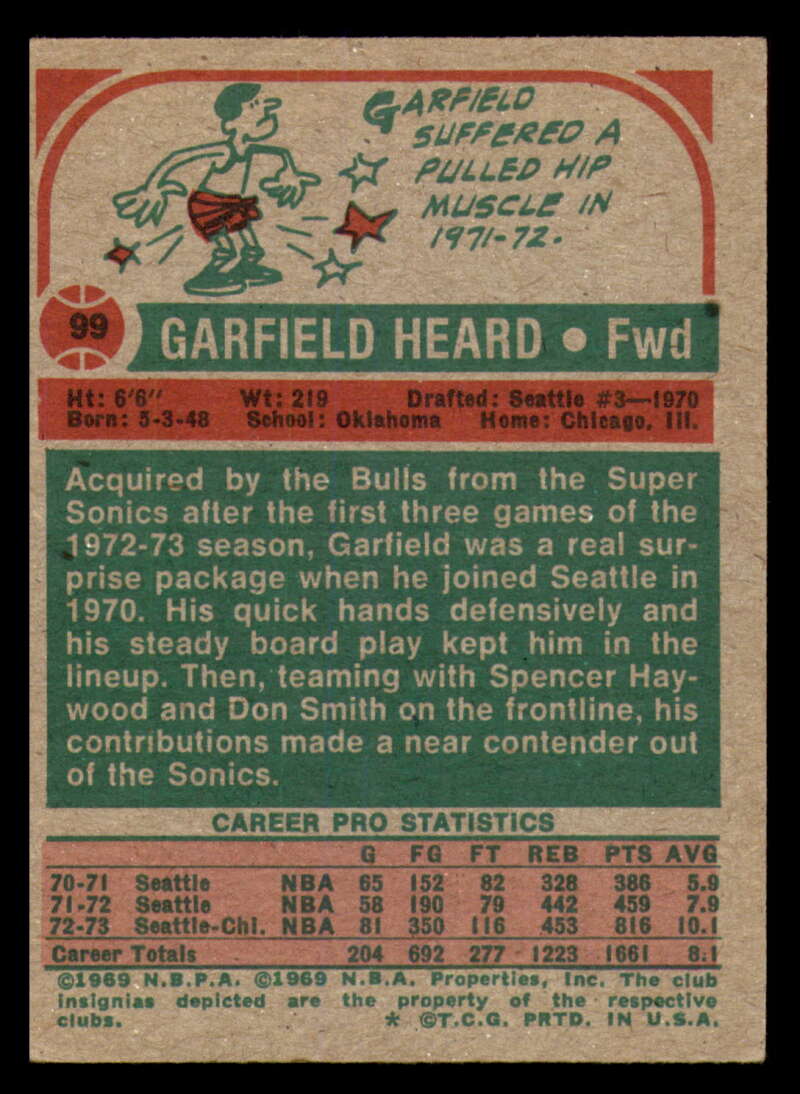 GARFIELD
SUFFERED A
PULLED HIP
MUSCLE IN
1971-72.
99
GARFIELD HEARD • Fwd
Ht: 6'6" Wt: 219 Drafted: Seattle #3—1970
Born: 5-3-48 School: Oklahoma Home: Chicago, Ill.
Acquired by the Bulls from the Super
Sonics after the first three games of the
1972-73 season, Garfield was a real sur-
prise package when he joined Seattle in
1970. His quick hands defensively and
his steady board play kept him in the
lineup. Then, teaming with Spencer Hay-
wood and Don Smith on the frontline, his
contributions made a near contender out
of the Sonics.
CAREER PRO STATISTICS
G FG FT REB PTS AVG
70-71 Seattle NBA 65 152 82 328 386 5.9
71-72 Seattle NBA 58 190 79 442 459 7.9
72-73 Seattle-Chi. NBA 81 350 116 453 816 10.1
Career Totals 204 692 277 1223 1661 8.1
©1969 N.B.P.A. ©1969 N.B.A. Properties, Inc. The club
insignias depicted are the property of the respective
clubs. * ©T.C.G. PRTD. IN U.S.A.